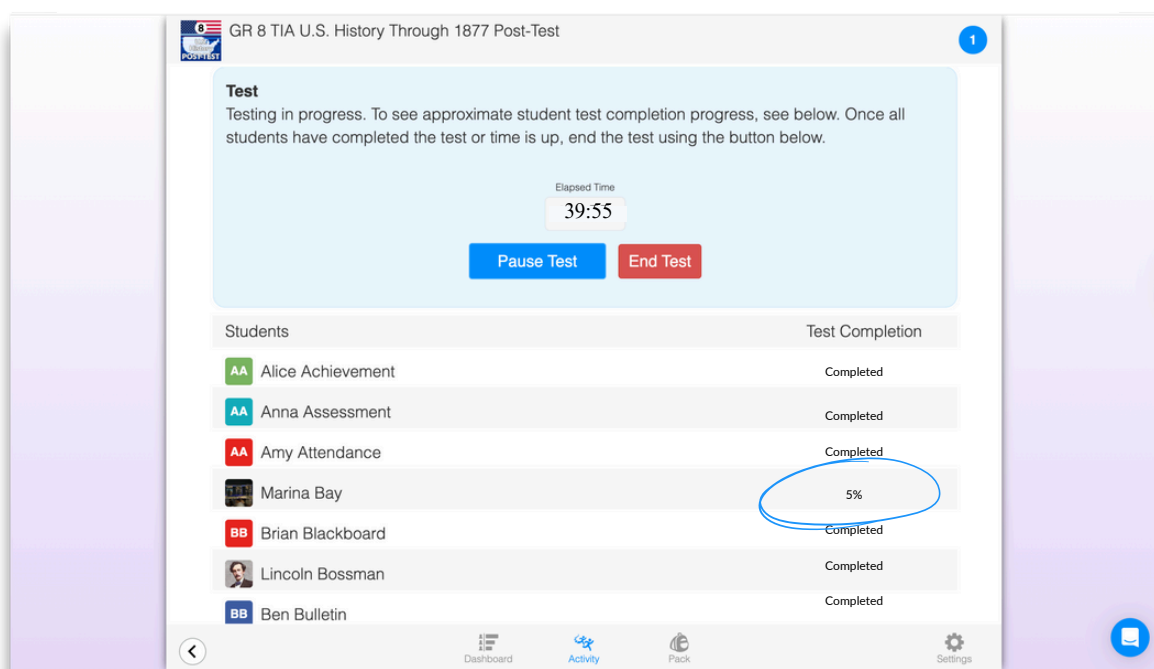 8
POST-TEST
GR 8 TIA U.S. History Through 1877 Post-Test
1
Test
Testing in progress. To see approximate student test completion progress, see below. Once all
students have completed the test or time is up, end the test using the button below.
Elapsed Time
39:55
Pause Test End Test
Students Test Completion
AA Alice Achievement Completed
AA Anna Assessment Completed
AA Amy Attendance Completed
Marina Bay 5%
BB Brian Blackboard Completed
Lincoln Bossman Completed
BB Ben Bulletin Completed
Dashboard Activity Pack Settings